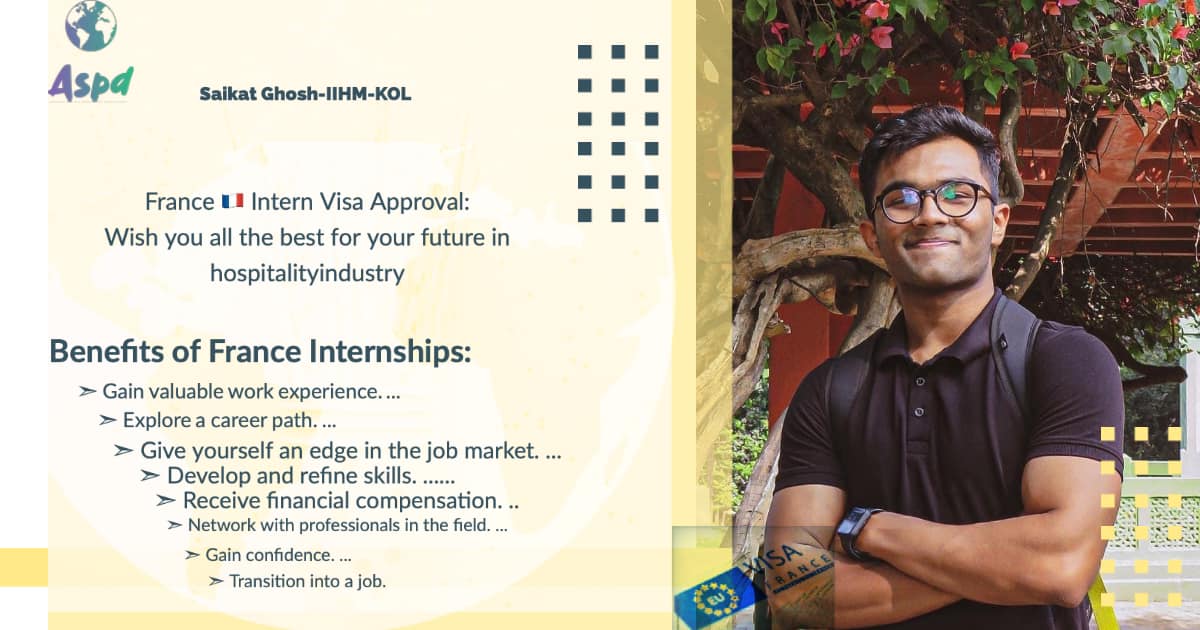 Aspd
Saikat Ghosh-IIHM-KOL
France 🇫🇷 Intern Visa Approval:
Wish you all the best for your future in
hospitalityindustry
Benefits of France Internships:
➣ Gain valuable work experience. ...
➣ Explore a career path. ...
➣ Give yourself an edge in the job market. ...
➣ Develop and refine skills. ......
➣ Receive financial compensation. ..
➣ Network with professionals in the field. ...
➣ Gain confidence. ...
➣ Transition into a job.
VISA
FRANCE
EU